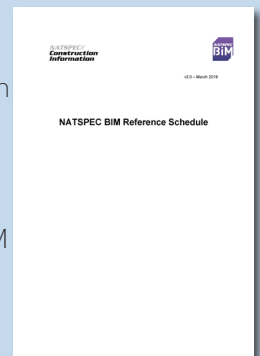 NATSPEC//
Construction
Information
NATSPEC
BIM
v2.0 – March 2016
n
NATSPEC BIM Reference Schedule
M